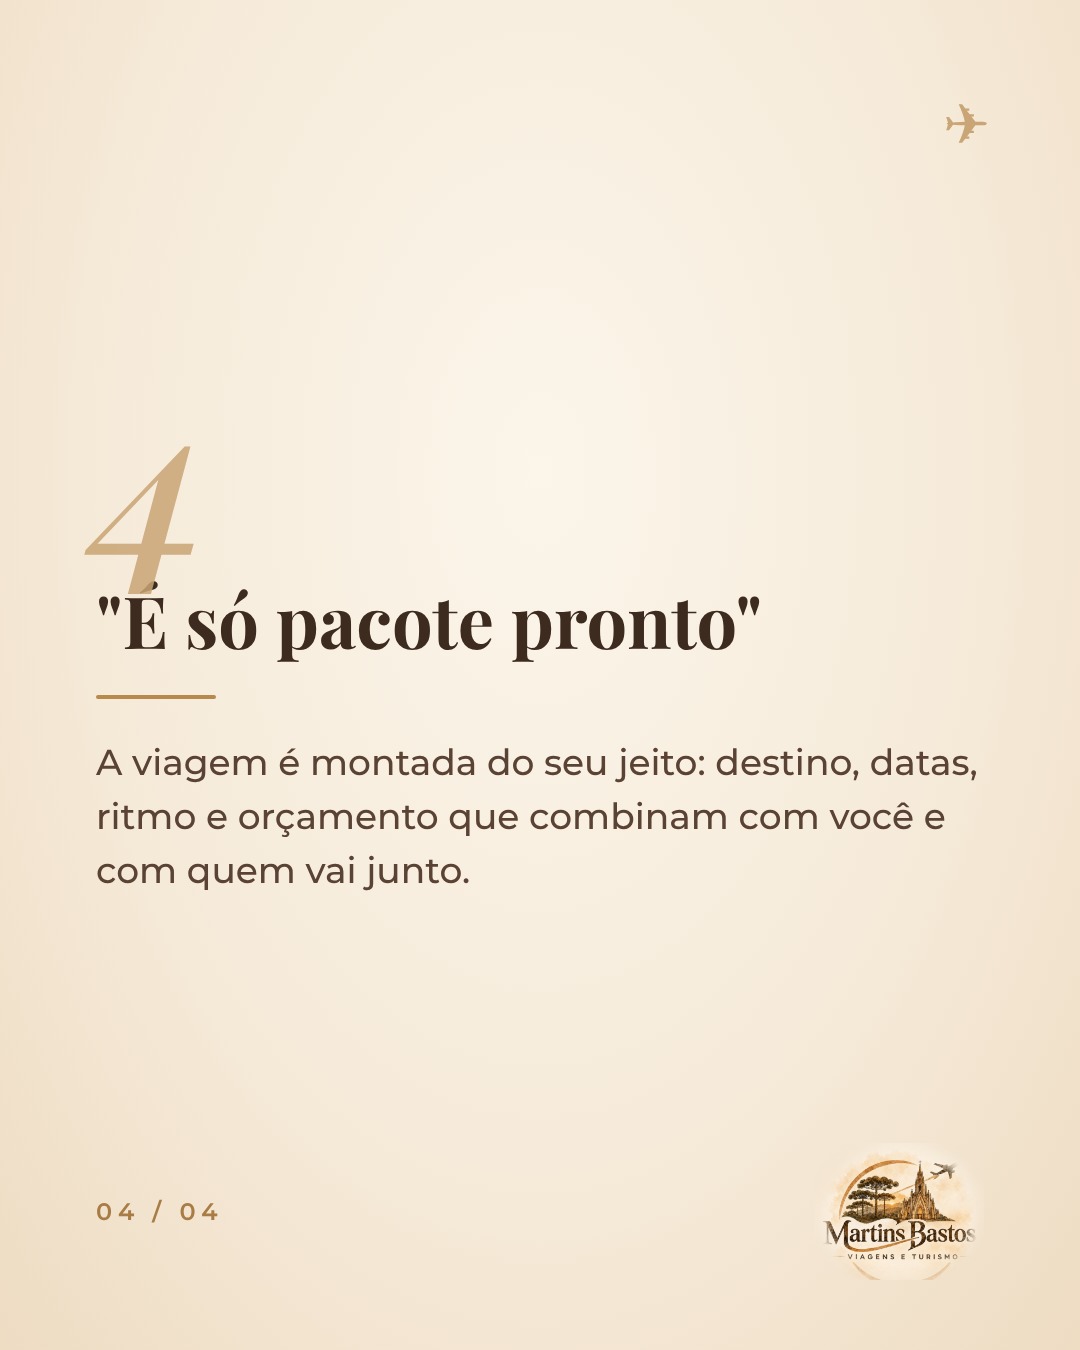 4
"É só pacote pronto"
A viagem é montada do seu jeito: destino, datas,
ritmo e orçamento que combinam com você e
com quem vai junto.
04 / 04
Martins Bastos
VIAGENS E TURISMO